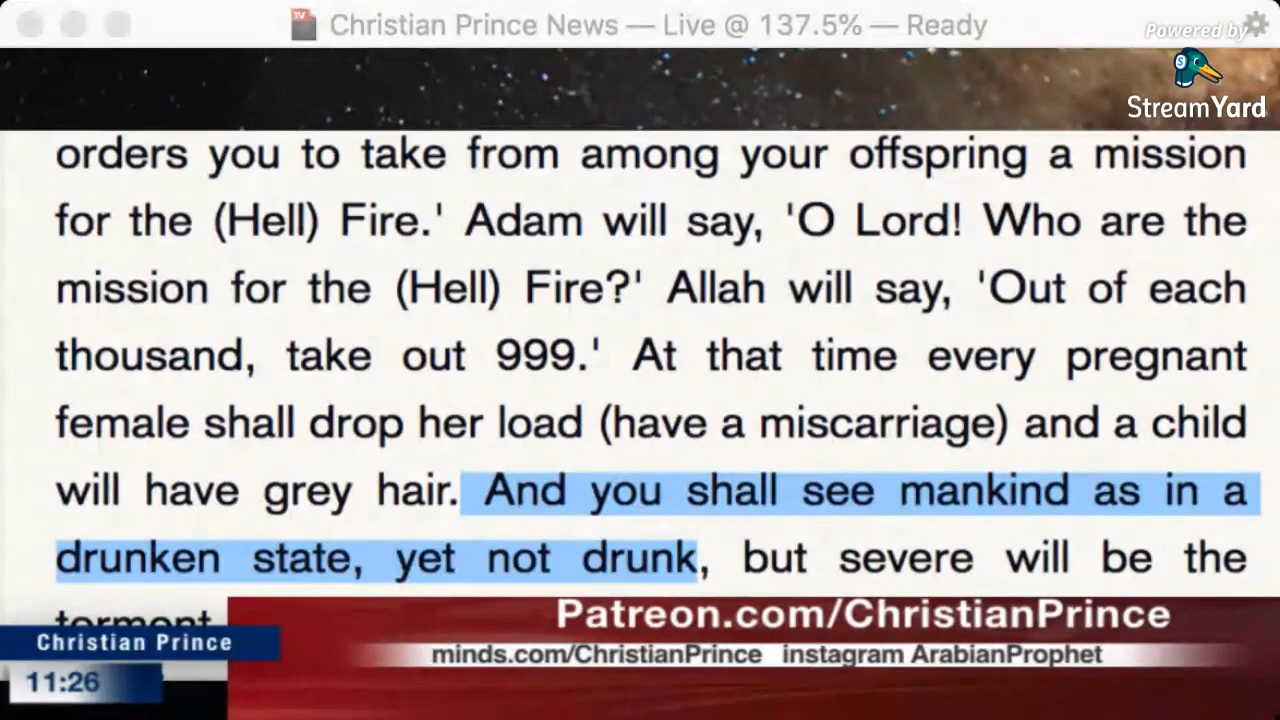 Christian Prince News — Live @ 137.5% — Ready
Powered by
StreamYard
orders you to take from among your offspring a mission
for the (Hell) Fire.' Adam will say, 'O Lord! Who are the
mission for the (Hell) Fire?' Allah will say, 'Out of each
thousand, take out 999.' At that time every pregnant
female shall drop her load (have a miscarriage) and a child
will have grey hair. And you shall see mankind as in a
drunken state, yet not drunk, but severe will be the
torment
Patreon.com/ChristianPrince
Christian Prince
minds.com/ChristianPrince instagram ArabianProphet
11:26